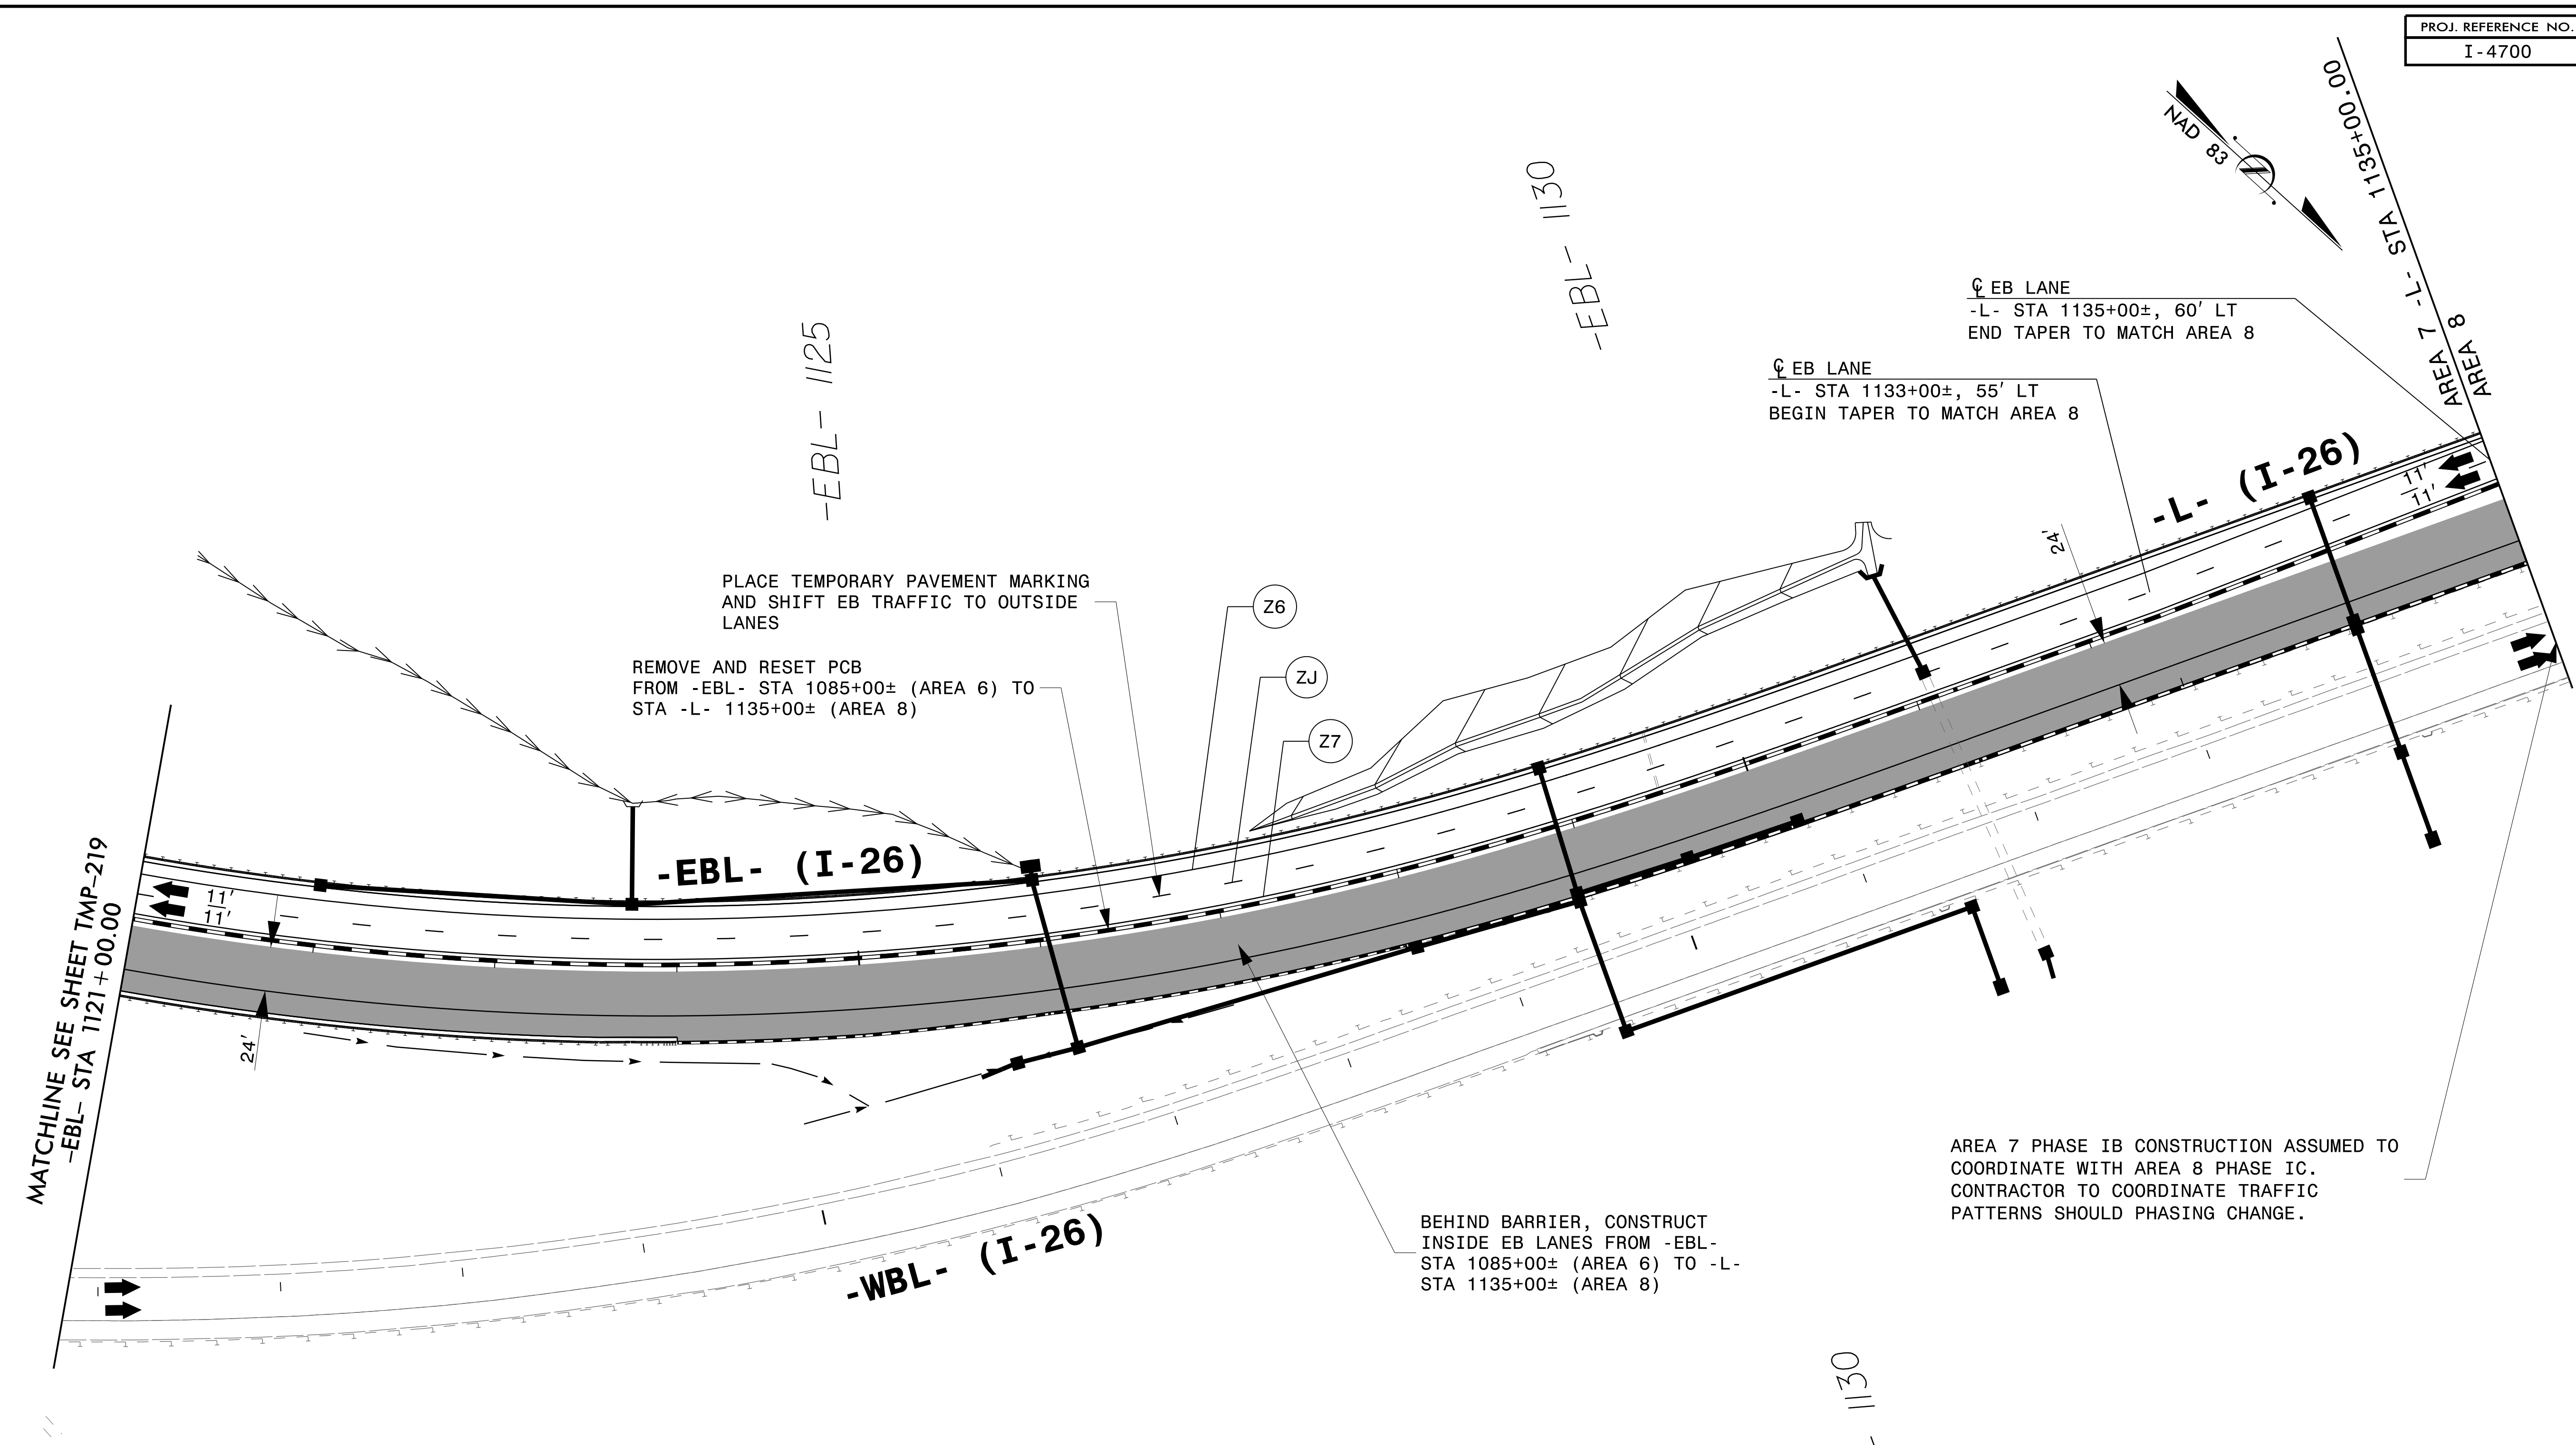 PROJ. REFERENCE NO.
I-4700
NAD 83
AREA 7 -L- STA 1135+00.00
AREA 8
-EBL- 1130
-EBL- 1125
℄ EB LANE
-L- STA 1135+00±, 60' LT
END TAPER TO MATCH AREA 8
℄ EB LANE
-L- STA 1133+00±, 55' LT
BEGIN TAPER TO MATCH AREA 8
-L- (I-26)
11'
11'
24'
PLACE TEMPORARY PAVEMENT MARKING
AND SHIFT EB TRAFFIC TO OUTSIDE
LANES
REMOVE AND RESET PCB
FROM -EBL- STA 1085+00± (AREA 6) TO
STA -L- 1135+00± (AREA 8)
Z6
ZJ
Z7
-EBL- (I-26)
11'
11'
24'
MATCHLINE SEE SHEET TMP-219
-EBL- STA 1121+00.00
-WBL- (I-26)
BEHIND BARRIER, CONSTRUCT
INSIDE EB LANES FROM -EBL-
STA 1085+00± (AREA 6) TO -L-
STA 1135+00± (AREA 8)
AREA 7 PHASE IB CONSTRUCTION ASSUMED TO
COORDINATE WITH AREA 8 PHASE IC.
CONTRACTOR TO COORDINATE TRAFFIC
PATTERNS SHOULD PHASING CHANGE.
1130